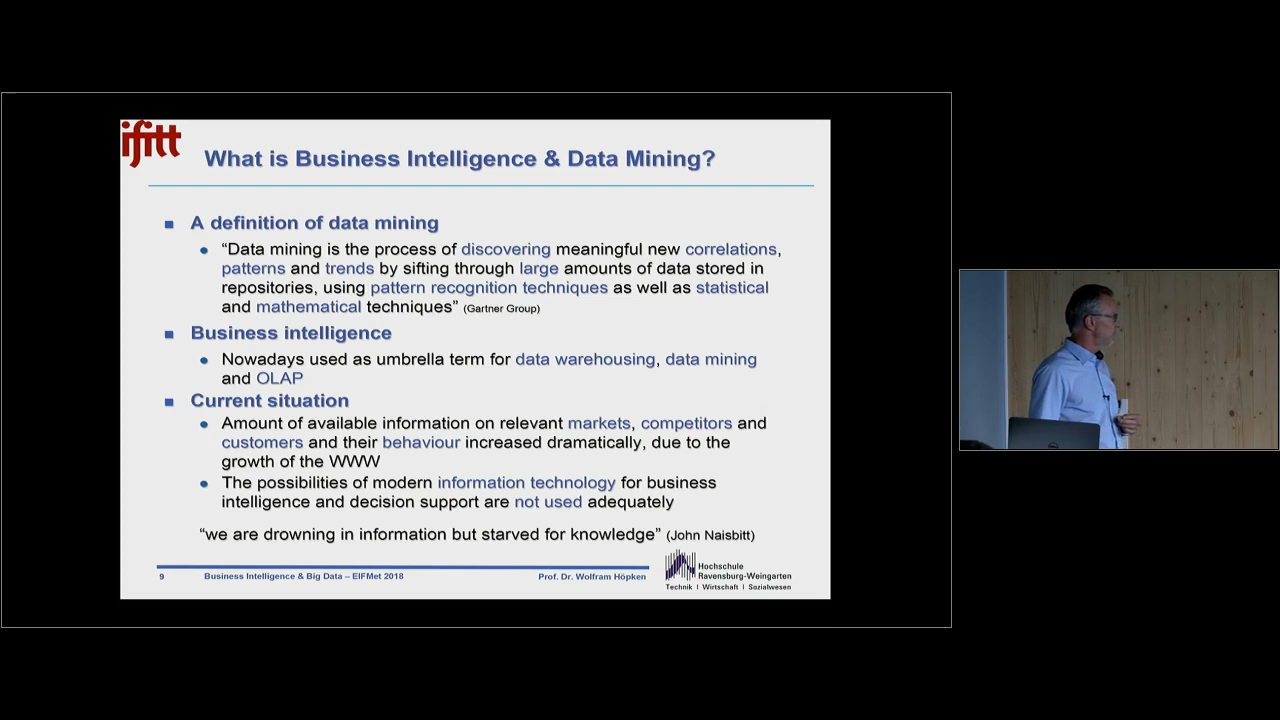 ifitt
What is Business Intelligence & Data Mining?
A definition of data mining
“Data mining is the process of discovering meaningful new correlations,
patterns and trends by sifting through large amounts of data stored in
repositories, using pattern recognition techniques as well as statistical
and mathematical techniques” (Gartner Group)
Business intelligence
Nowadays used as umbrella term for data warehousing, data mining
and OLAP
Current situation
Amount of available information on relevant markets, competitors and
customers and their behaviour increased dramatically, due to the
growth of the WWW
The possibilities of modern information technology for business
intelligence and decision support are not used adequately
“we are drowning in information but starved for knowledge” (John Naisbitt)
9 Business Intelligence & Big Data – EIFMet 2018 Prof. Dr. Wolfram Höpken
Hochschule
Ravensburg-Weingarten
Technik | Wirtschaft | Sozialwesen